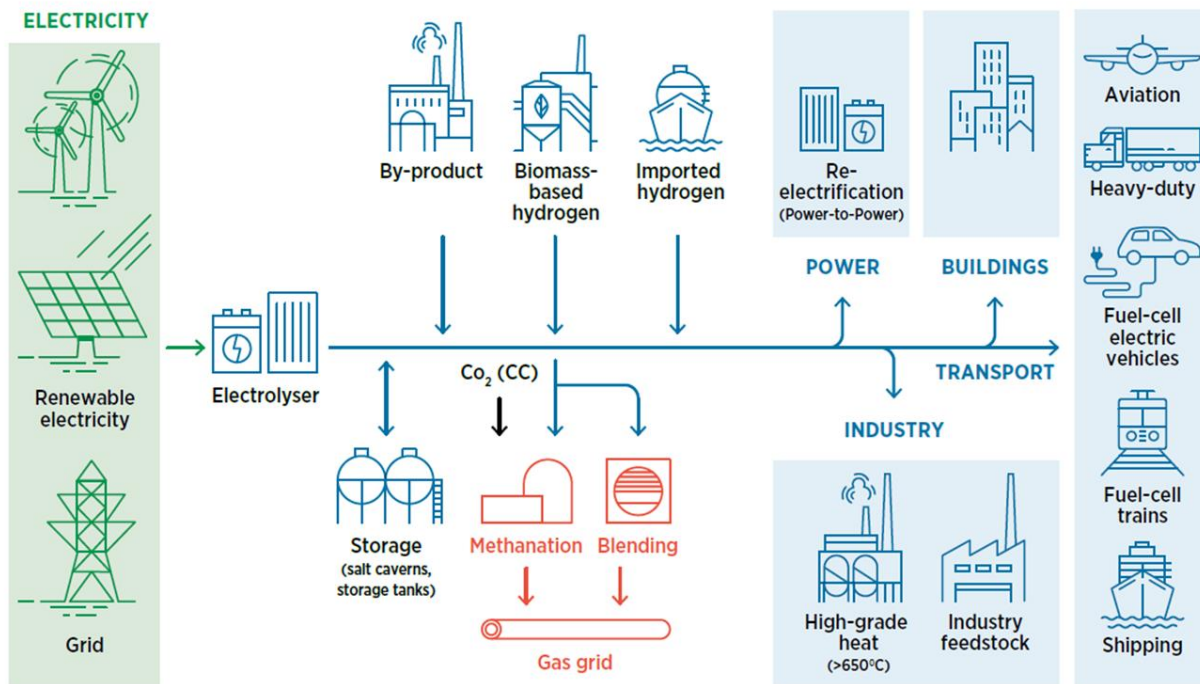 ELECTRICITY
Renewable
electricity
Grid
Electrolyser
By-product
Biomass-
based
hydrogen
Imported
hydrogen
Co₂ (CC)
Storage
(salt caverns,
storage tanks)
Methanation
Blending
Gas grid
Re-
electrification
(Power-to-Power)
POWER
BUILDINGS
TRANSPORT
INDUSTRY
High-grade
heat
(>650⁰C)
Industry
feedstock
Aviation
Heavy-duty
Fuel-cell
electric
vehicles
Fuel-cell
trains
Shipping